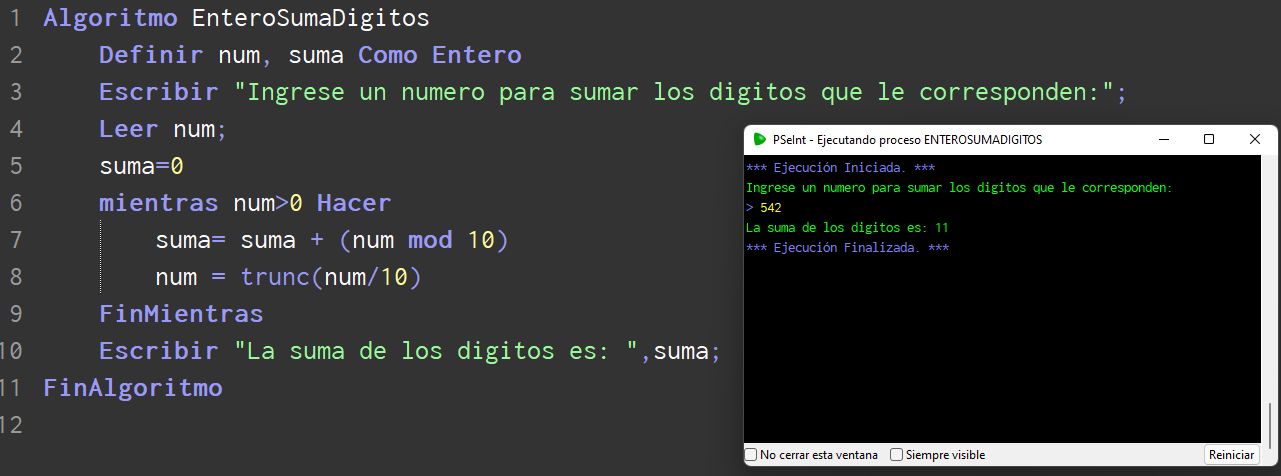 1 Algoritmo EnteroSumaDigitos
2 Definir num, suma Como Entero
3 Escribir "Ingrese un numero para sumar los digitos que le corresponden:";
4 Leer num;
5 suma=0
6 mientras num>0 Hacer
7 suma= suma + (num mod 10)
8 num = trunc(num/10)
9 FinMientras
10 Escribir "La suma de los digitos es: ",suma;
11 FinAlgoritmo
12
PSeInt - Ejecutando proceso ENTEROSUMADIGITOS
*** Ejecución Iniciada. ***
Ingrese un numero para sumar los digitos que le corresponden:
> 542
La suma de los digitos es: 11
*** Ejecución Finalizada. ***
No cerrar esta ventana Siempre visible Reiniciar